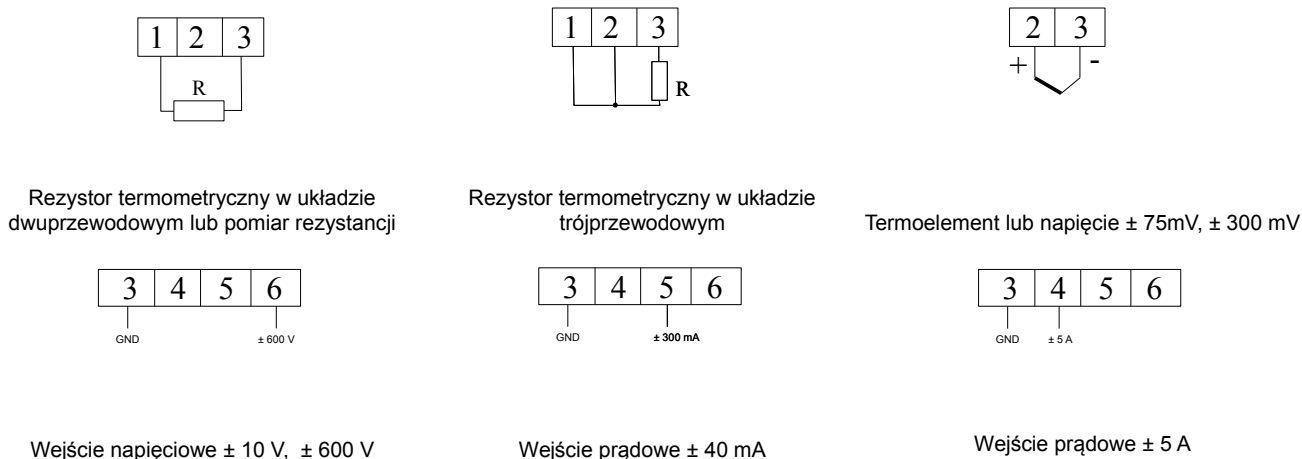 1 2 3
R
Rezystor termometryczny w układzie
dwuprzewodowym lub pomiar rezystancji
1 2 3
R
Rezystor termometryczny w układzie
trójprzewodowym
2 3
+ -
Termoelement lub napięcie ± 75mV, ± 300 mV
3 4 5 6
GND ± 600 V
Wejście napięciowe ± 10 V, ± 600 V
3 4 5 6
GND ± 300 mA
Wejście prądowe ± 40 mA
3 4 5 6
GND ± 5 A
Wejście prądowe ± 5 A